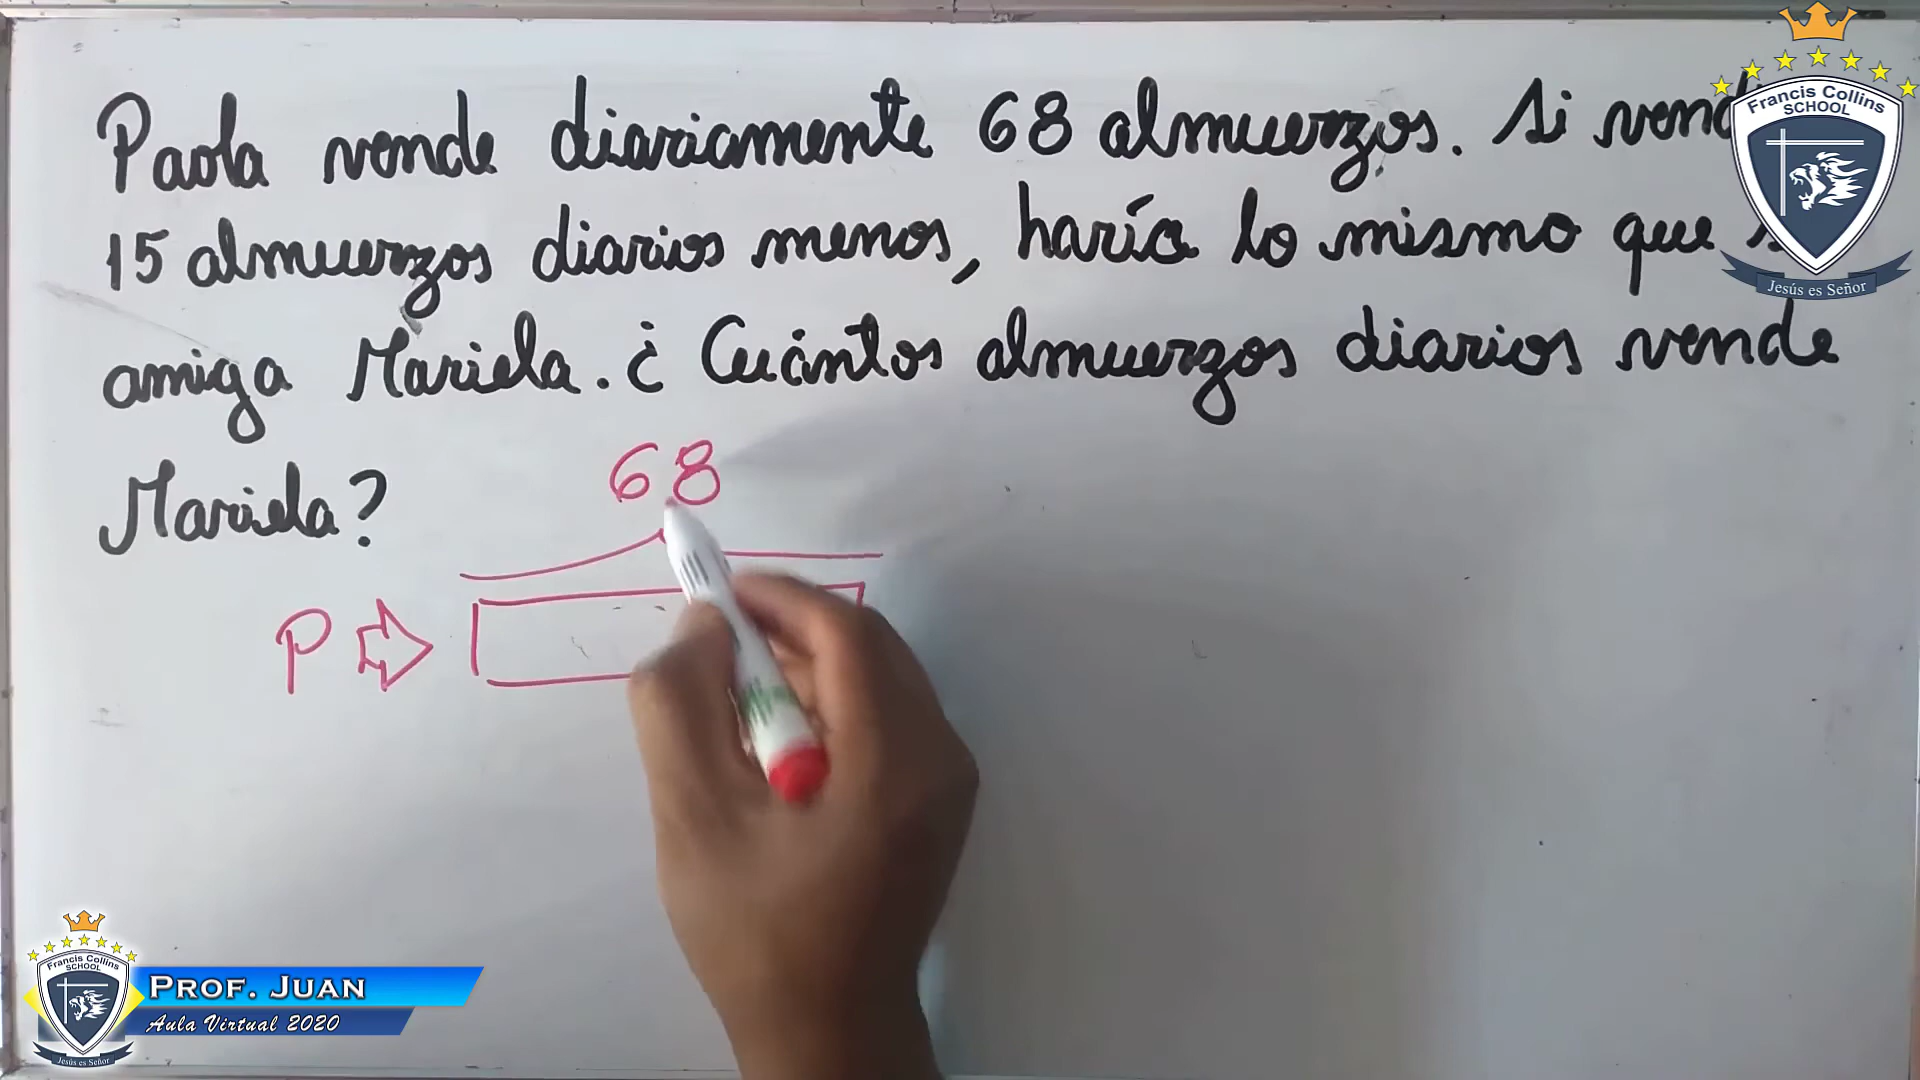 Paola vende diariamente 68 almuerzos. Si
15 almuerzos diarios menos, haría lo mismo que
amiga Mariela. ¿Cuántos almuerzos diarios vende
Mariela?
68
P
Francis Collins
SCHOOL
Jesús es Señor
Francis Collins
SCHOOL
Jesús es Señor
PROF. JUAN
Aula Virtual 2020